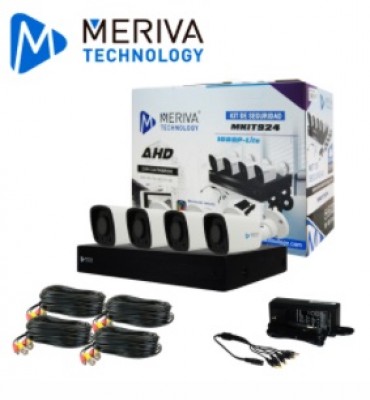 MERIVA
TECHNOLOGY
MERIVA
TECHNOLOGY
KIT DE SEGURIDAD
MKIT924
1080P-Lite
AHD